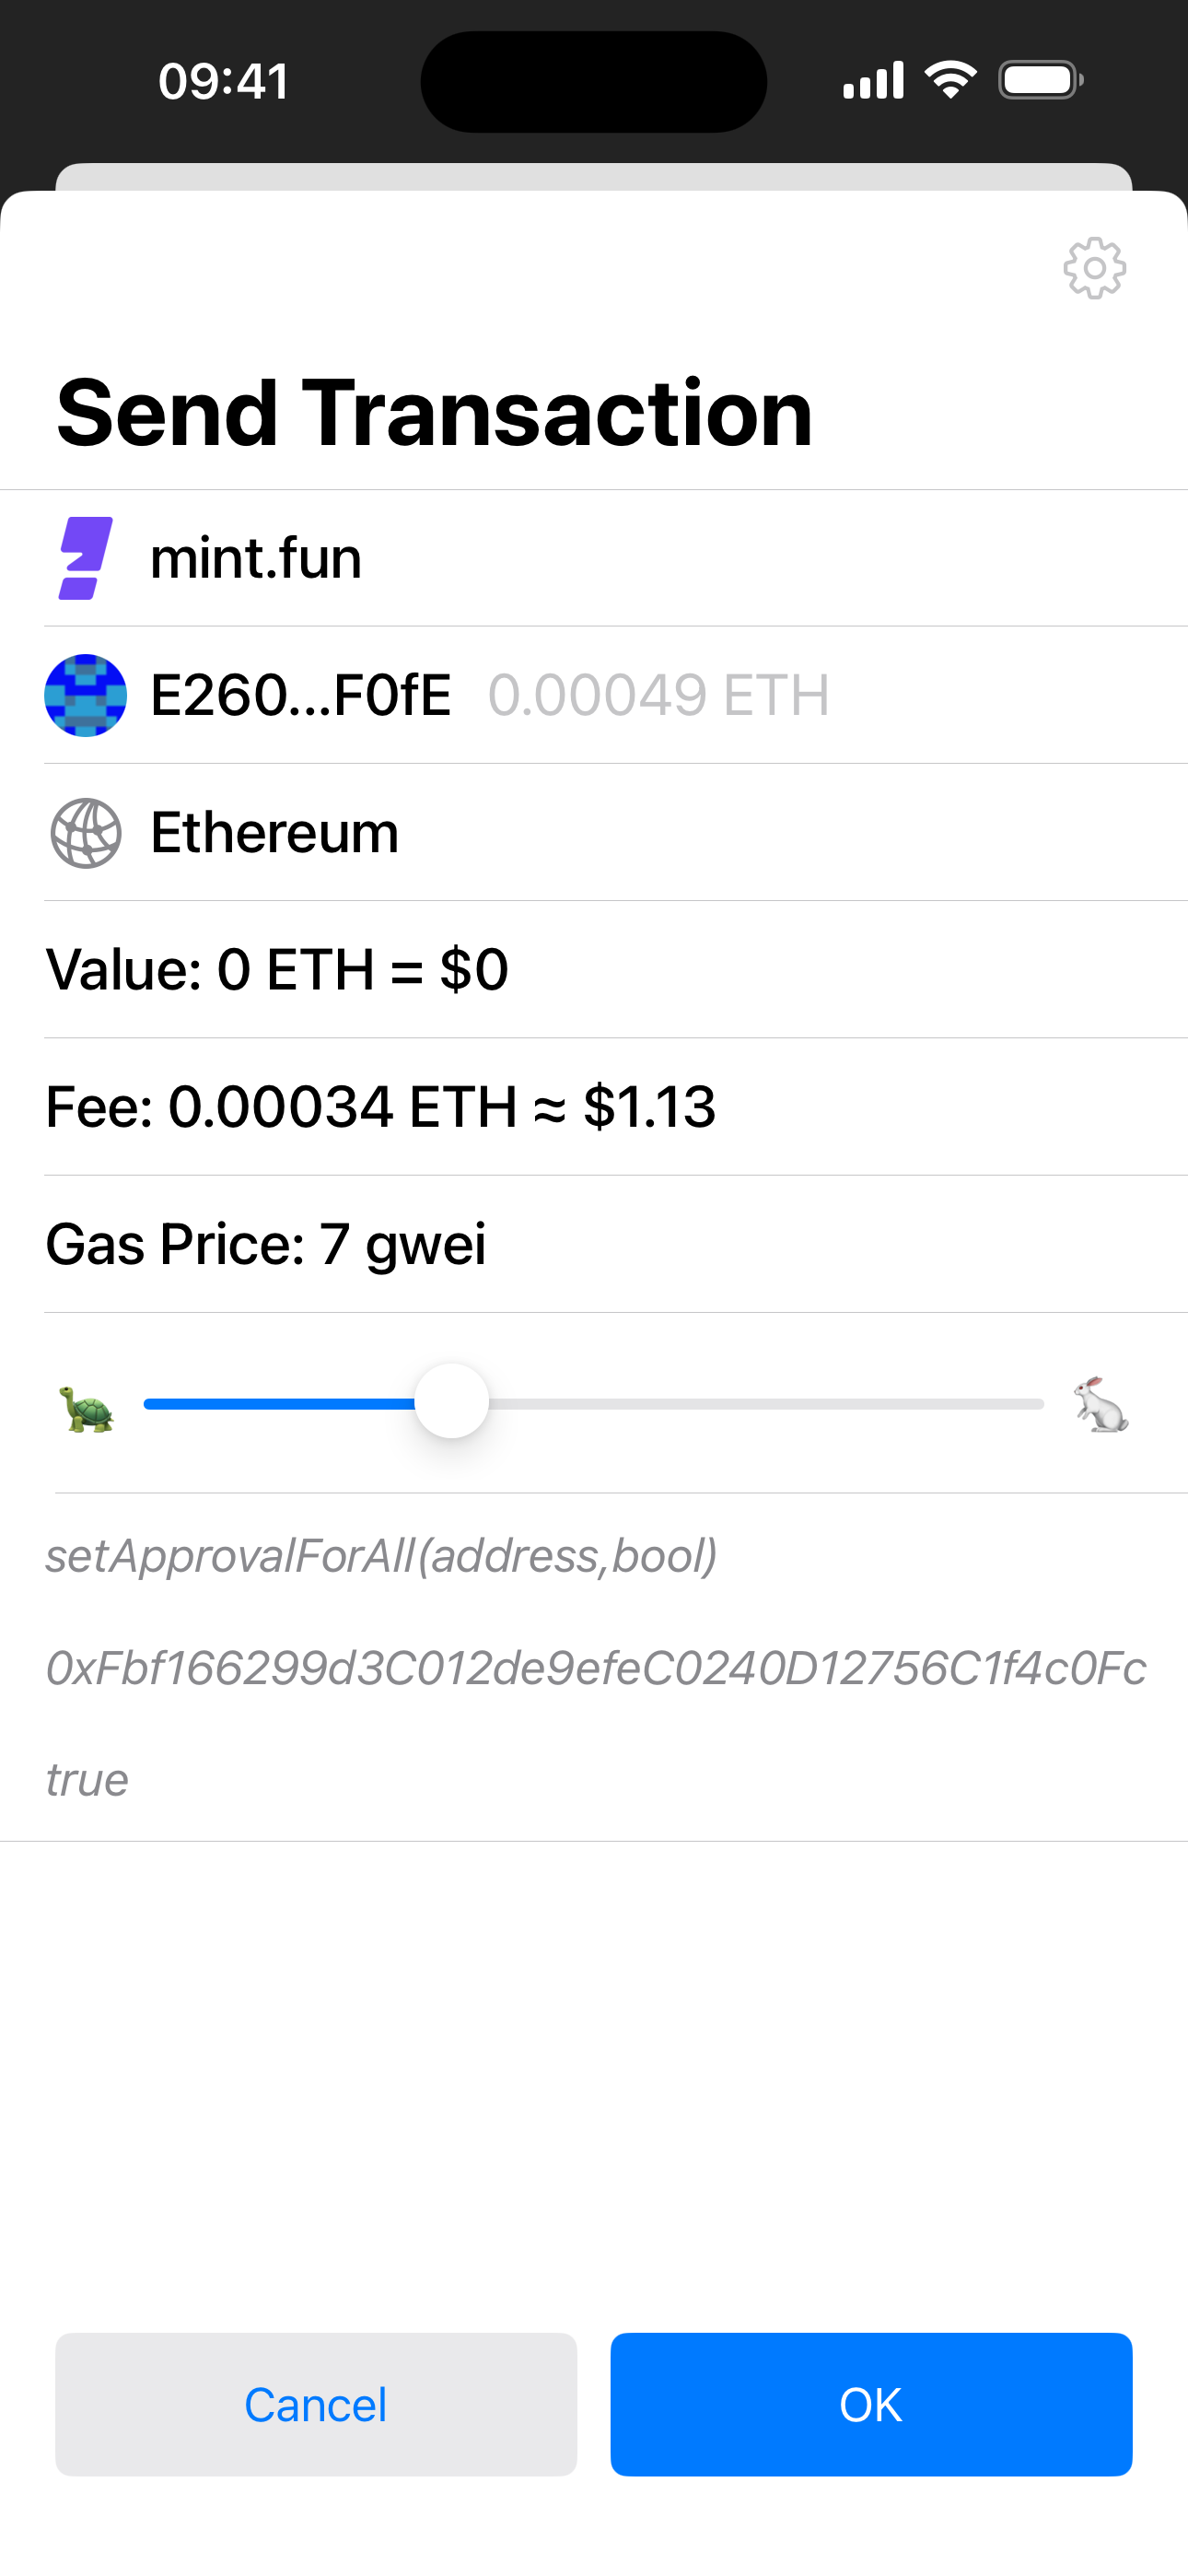 09:41
Send Transaction
mint.fun
E260...F0fE 0.00049 ETH
Ethereum
Value: 0 ETH = $0
Fee: 0.00034 ETH ≈ $1.13
Gas Price: 7 gwei
setApprovalForAll(address,bool)
0xFbf166299d3C012de9efeC0240D12756C1f4c0Fc
true
Cancel OK